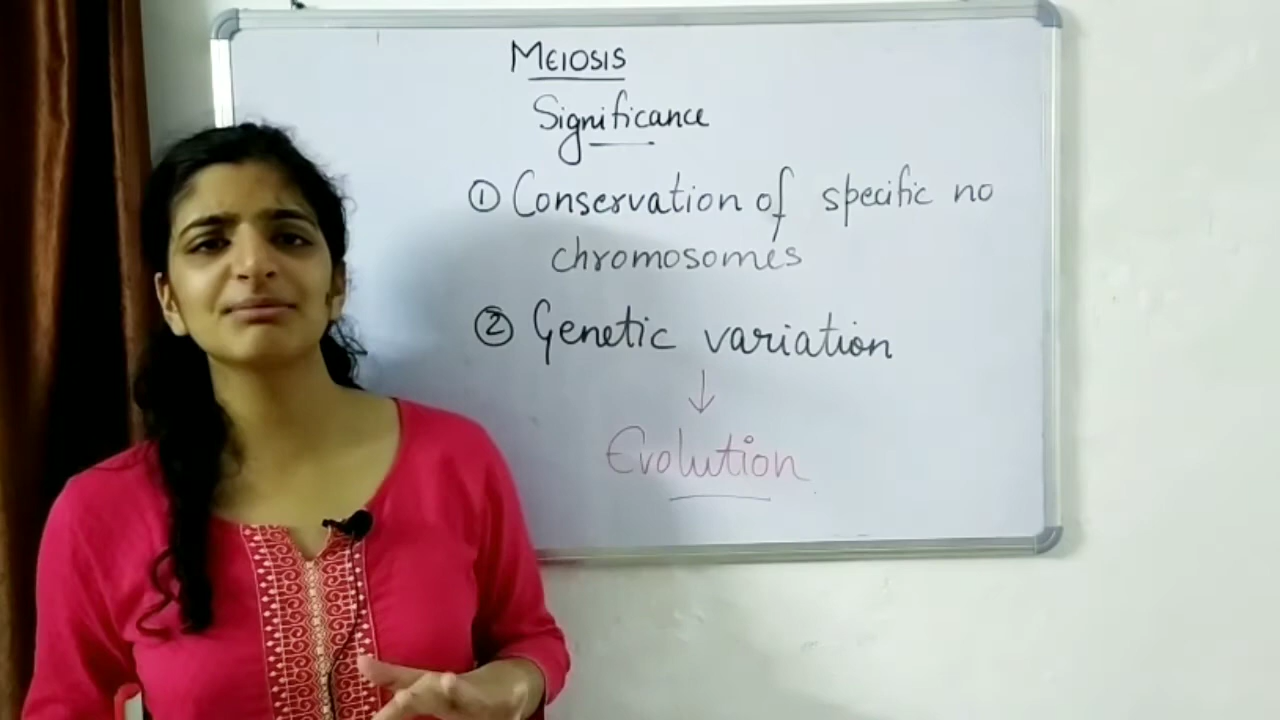 MEIOSIS
Significance
① Conservation of specific no
chromosomes
② Genetic variation
↓
Evolution